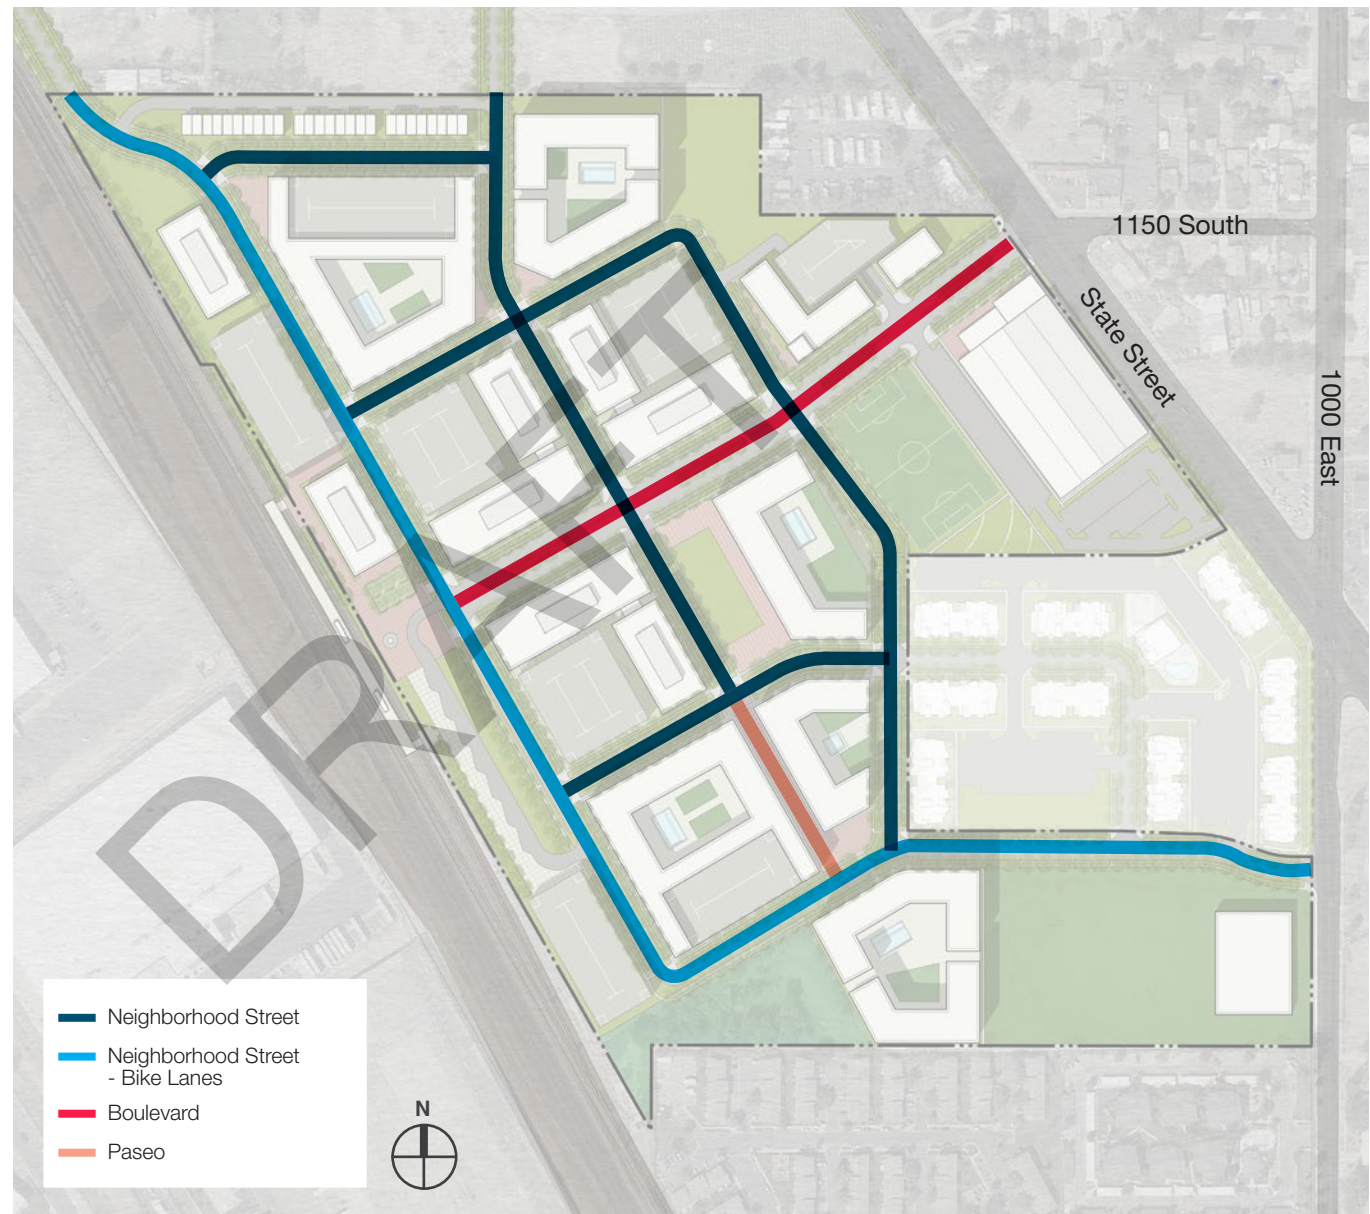 1150 South
State Street
1000 East
DRAFT
Neighborhood Street
Neighborhood Street
- Bike Lanes
Boulevard
Paseo
N